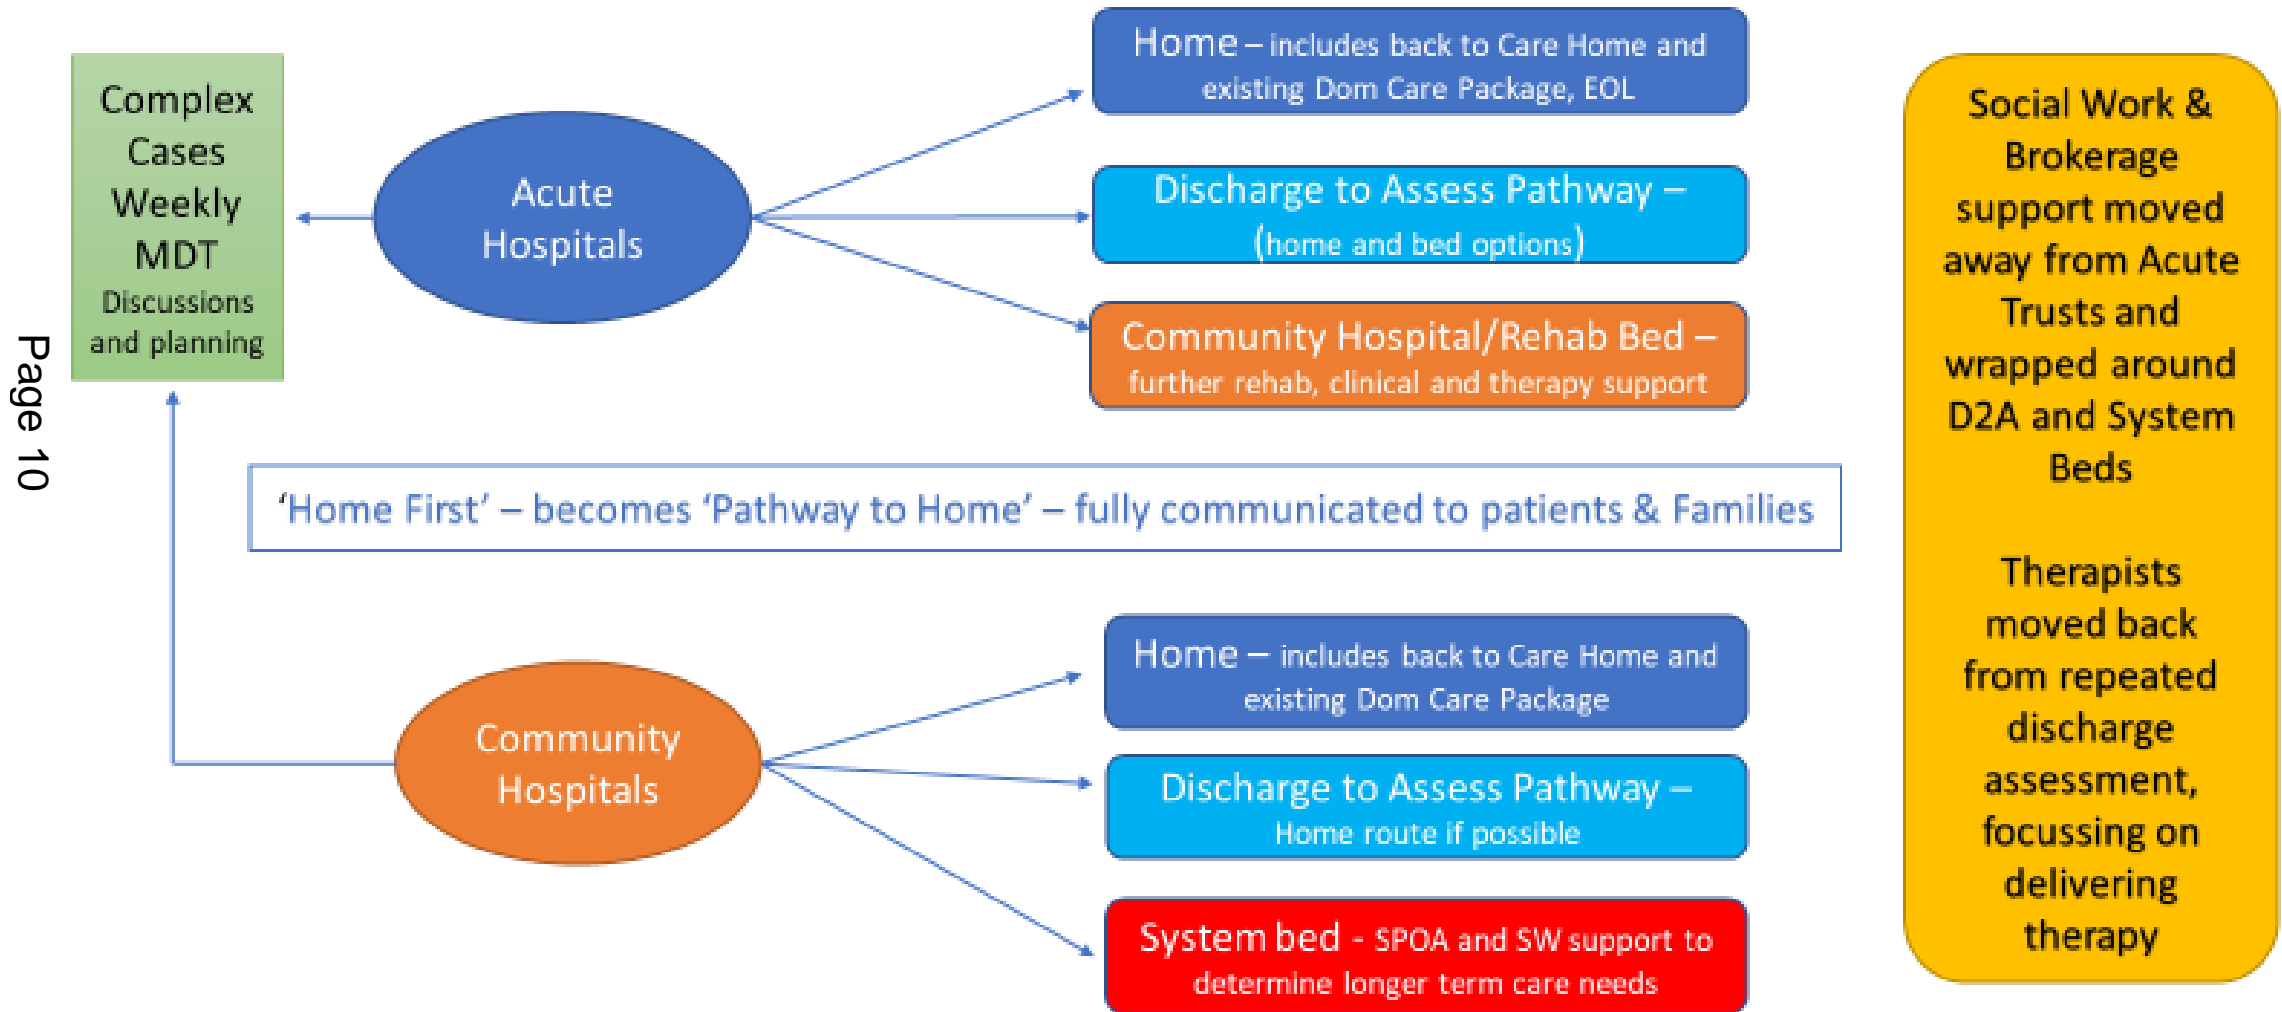 Page 10
Complex
Cases
Weekly
MDT
Discussions
and planning
Acute
Hospitals
Home – includes back to Care Home and
existing Dom Care Package, EOL
Discharge to Assess Pathway –
(home and bed options)
Community Hospital/Rehab Bed –
further rehab, clinical and therapy support
‘Home First’ – becomes ‘Pathway to Home’ – fully communicated to patients & Families
Community
Hospitals
Home – includes back to Care Home and
existing Dom Care Package
Discharge to Assess Pathway –
Home route if possible
System bed - SPOA and SW support to
determine longer term care needs
Social Work &
Brokerage
support moved
away from Acute
Trusts and
wrapped around
D2A and System
Beds
Therapists
moved back
from repeated
discharge
assessment,
focussing on
delivering
therapy